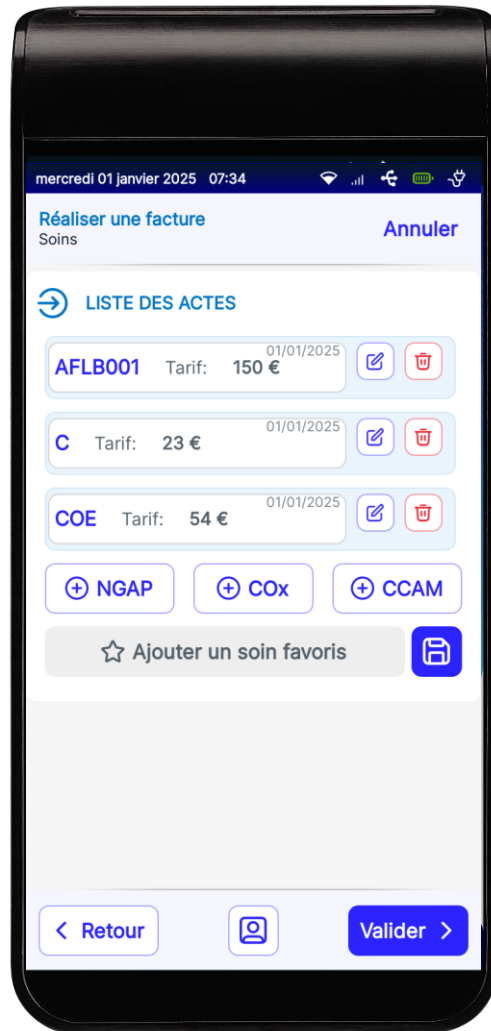 mercredi 01 janvier 2025 07:34
Réaliser une facture
Soins
Annuler
LISTE DES ACTES
01/01/2025
AFLB001 Tarif: 150 €
01/01/2025
C Tarif: 23 €
01/01/2025
COE Tarif: 54 €
NGAP COx CCAM
Ajouter un soin favoris
Retour Valider